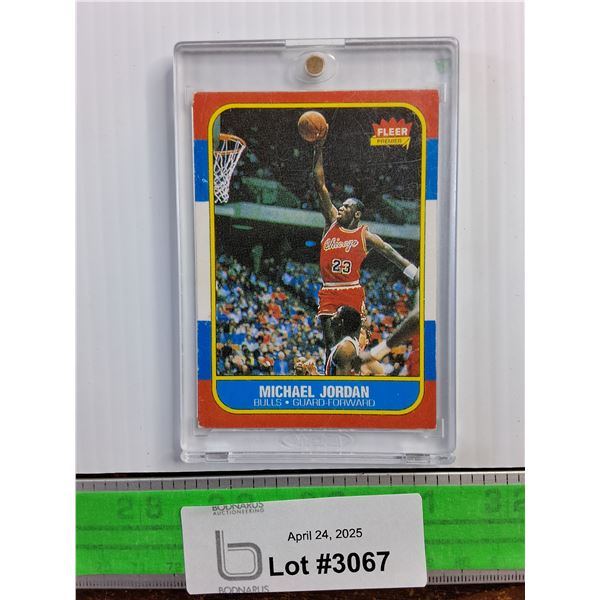 FLEER
PREMIER
Chicago
23
MICHAEL JORDAN
BULLS • GUARD-FORWARD
BODNARUS
AUCTIONEERING
April 24, 2025
b
Lot #3067
BODNARUS